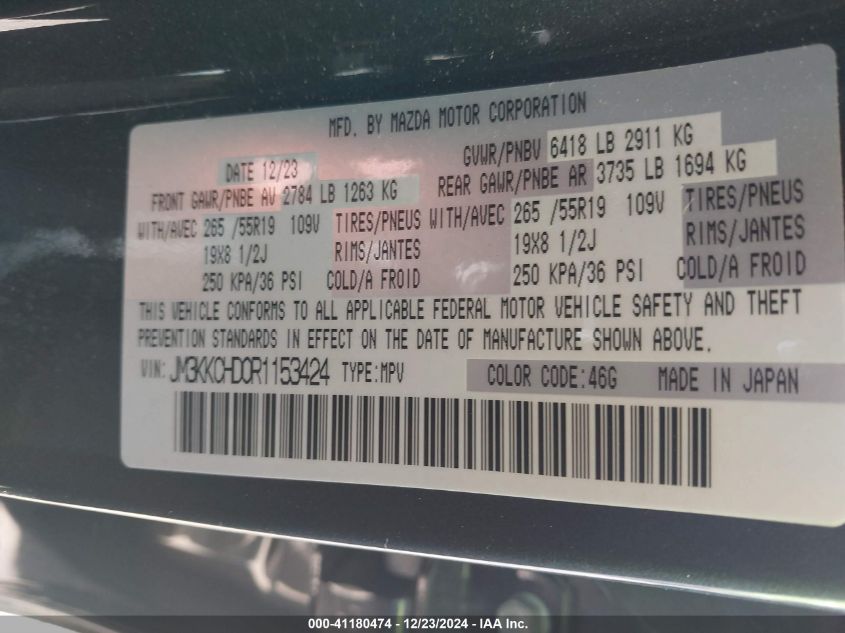 MFD. BY MAZDA MOTOR CORPORATION
DATE 12/23 GVWR/PNBV 6418 LB 2911 KG
FRONT GAWR/PNBE AV 2784 LB 1263 KG REAR GAWR/PNBE AR 3735 LB 1694 KG
WITH/AVEC 265 /55R19 109V TIRES/PNEUS WITH/AVEC 265 /55R19 109V TIRES/PNEUS
19X8 1/2J RIMS/JANTES 19X8 1/2J RIMS/JANTES
250 KPA/36 PSI COLD/A FROID 250 KPA/36 PSI COLD/A FROID
THIS VEHICLE CONFORMS TO ALL APPLICABLE FEDERAL MOTOR VEHICLE SAFETY AND THEFT
PREVENTION STANDARDS IN EFFECT ON THE DATE OF MANUFACTURE SHOWN ABOVE.
VIN: JM3KKCHD0R1153424 TYPE:MPV COLOR CODE:46G MADE IN JAPAN
000-41180474 - 12/23/2024 - IAA Inc.